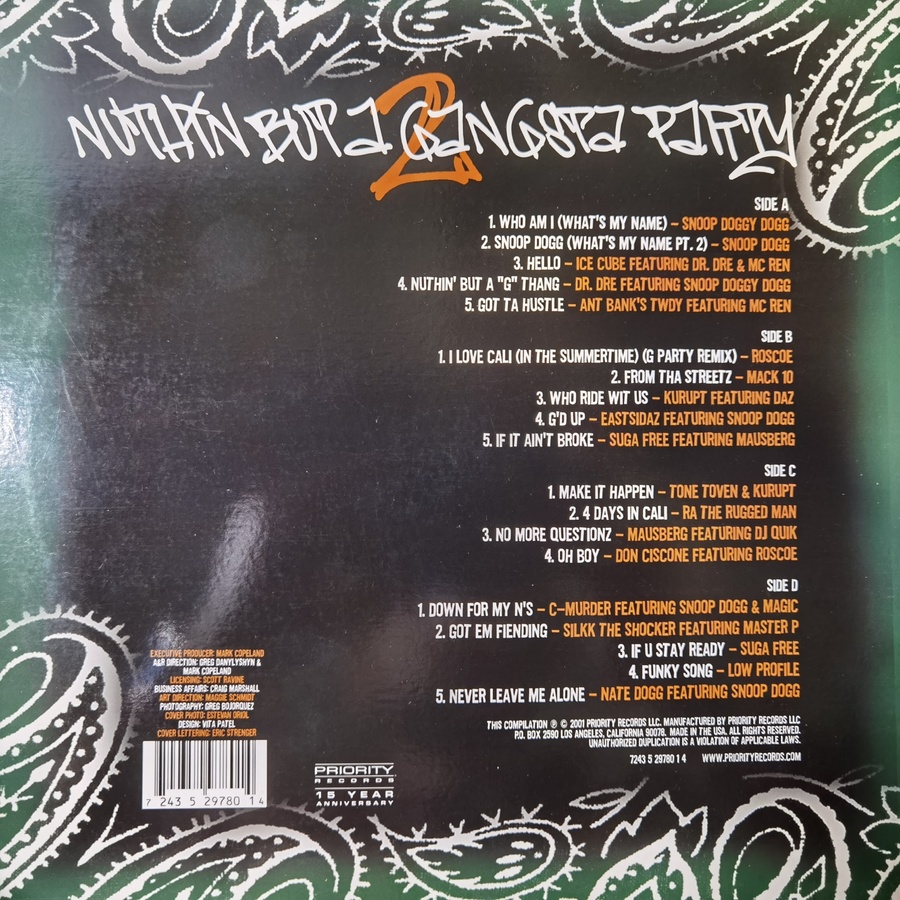 NUTHIN BUT A GANGSTA PARTY 2
SIDE A
1. WHO AM I (WHAT'S MY NAME) – SNOOP DOGGY DOGG
2. SNOOP DOGG (WHAT'S MY NAME PT. 2) – SNOOP DOGG
3. HELLO – ICE CUBE FEATURING DR. DRE & MC REN
4. NUTHIN' BUT A "G" THANG – DR. DRE FEATURING SNOOP DOGGY DOGG
5. GOT TA HUSTLE – ANT BANK'S TWDY FEATURING MC REN
SIDE B
1. I LOVE CALI (IN THE SUMMERTIME) (G PARTY REMIX) – ROSCOE
2. FROM THA STREETZ – MACK 10
3. WHO RIDE WIT US – KURUPT FEATURING DAZ
4. G'D UP – EASTSIDAZ FEATURING SNOOP DOGG
5. IF IT AIN'T BROKE – SUGA FREE FEATURING MAUSBERG
SIDE C
1. MAKE IT HAPPEN – TONE TOVEN & KURUPT
2. 4 DAYS IN CALI – RA THE RUGGED MAN
3. NO MORE QUESTIONZ – MAUSBERG FEATURING DJ QUIK
4. OH BOY – DON CISCONE FEATURING ROSCOE
SIDE D
1. DOWN FOR MY N'S – C-MURDER FEATURING SNOOP DOGG & MAGIC
2. GOT EM FIENDING – SILKK THE SHOCKER FEATURING MASTER P
3. IF U STAY READY – SUGA FREE
4. FUNKY SONG – LOW PROFILE
5. NEVER LEAVE ME ALONE – NATE DOGG FEATURING SNOOP DOGG
EXECUTIVE PRODUCER: MARK COPELAND
A&R DIRECTION: GREG DANYLYSHYN &
MARK COPELAND
LICENSING: SCOTT RAVINE
BUSINESS AFFAIRS: CRAIG MARSHALL
ART DIRECTION: MAGGIE SCHMIDT
PHOTOGRAPHY: GREG BOJORQUEZ
COVER PHOTO: ESTEVAN ORIOL
DESIGN: VITA PATEL
COVER LETTERING: ERIC STRENGER
7 243 5 29780 1 4
PRIORITY
RECORDS
15 YEAR
ANNIVERSARY
THIS COMPILATION ℗ © 2001 PRIORITY RECORDS LLC. MANUFACTURED BY PRIORITY RECORDS LLC
P.O. BOX 2590 LOS ANGELES, CALIFORNIA 90078. MADE IN THE USA. ALL RIGHTS RESERVED.
UNAUTHORIZED DUPLICATION IS A VIOLATION OF APPLICABLE LAWS.
7243 5 29780 1 4 WWW.PRIORITYRECORDS.COM